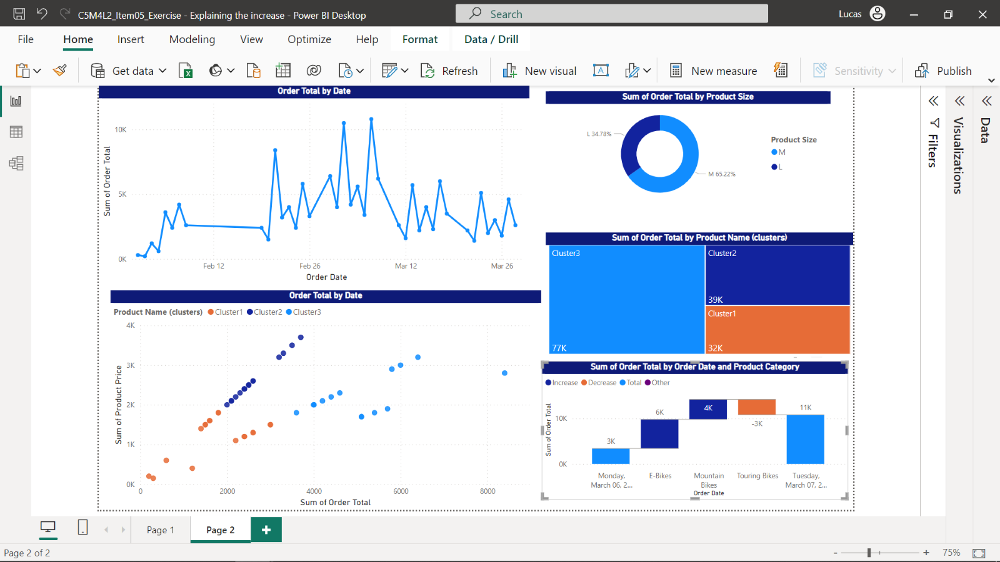 C5M4L2_Item05_Exercise - Explaining the increase - Power BI Desktop
Search
Lucas
File Home Insert Modeling View Optimize Help Format Data / Drill
Get data Refresh New visual New measure Sensitivity Publish
Order Total by Date
Sum of Order Total
10K
5K
0K
Feb 12 Feb 26 Mar 12 Mar 26
Order Date
Sum of Order Total by Product Size
L 34.78%
M 65.22%
Product Size
M
L
Order Total by Date
Product Name (clusters) Cluster1 Cluster2 Cluster3
Sum of Product Price
4K
3K
2K
1K
0K
0 2000 4000 6000 8000
Sum of Order Total
Sum of Order Total by Product Name (clusters)
Cluster3
77K
Cluster2
39K
Cluster1
32K
Sum of Order Total by Order Date and Product Category
Increase Decrease Total Other
Sum of Order Total
10K
0K
3K
6K
4K
-3K
11K
Monday,
March 06, 2...
E-Bikes
Mountain
Bikes
Touring Bikes
Tuesday,
March 07, 2...
Order Date
Filters
Visualizations
Data
Page 1 Page 2
Page 2 of 2
- + 75%